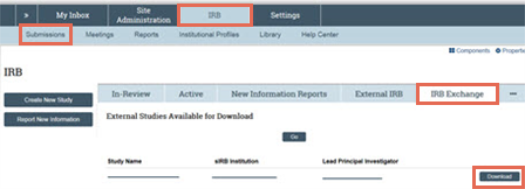 » My Inbox Site Administration IRB Settings
Submissions Meetings Reports Institutional Profiles Library Help Center
Components Properti
IRB
Create New Study
In-Review Active New Information Reports External IRB IRB Exchange ...
Report New Information
External Studies Available for Download
Go
Study Name sIRB Institution Lead Principal Investigator
Download